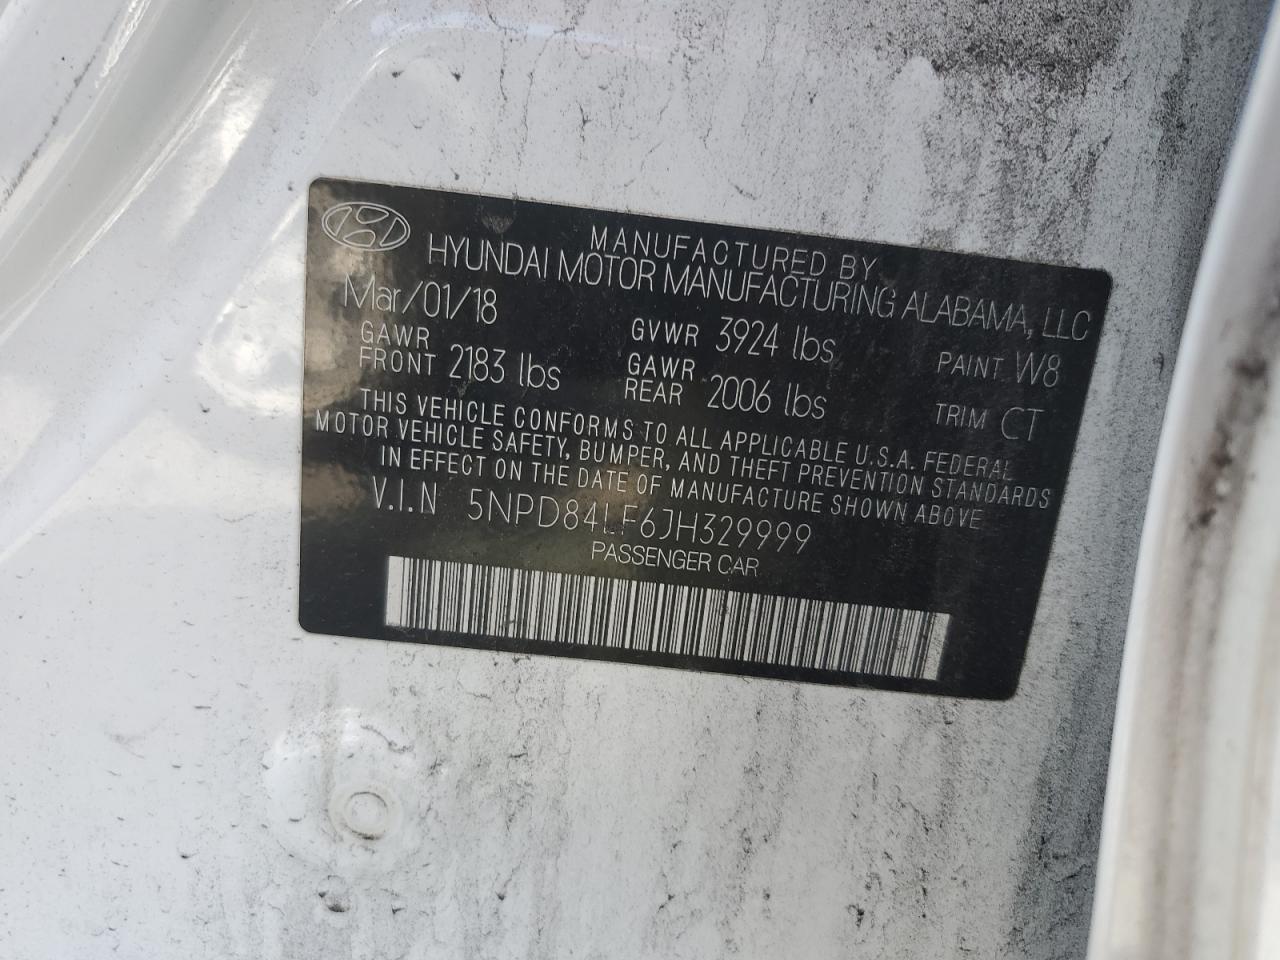 MANUFACTURED BY
HYUNDAI MOTOR MANUFACTURING ALABAMA, LLC
Mar/01/18
GVWR 3924 lbs
PAINT W8
GAWR FRONT 2183 lbs
GAWR REAR 2006 lbs
TRIM CT
THIS VEHICLE CONFORMS TO ALL APPLICABLE U.S.A. FEDERAL
MOTOR VEHICLE SAFETY, BUMPER, AND THEFT PREVENTION STANDARDS
IN EFFECT ON THE DATE OF MANUFACTURE SHOWN ABOVE
V.I.N 5NPD84LF6JH329999
PASSENGER CAR